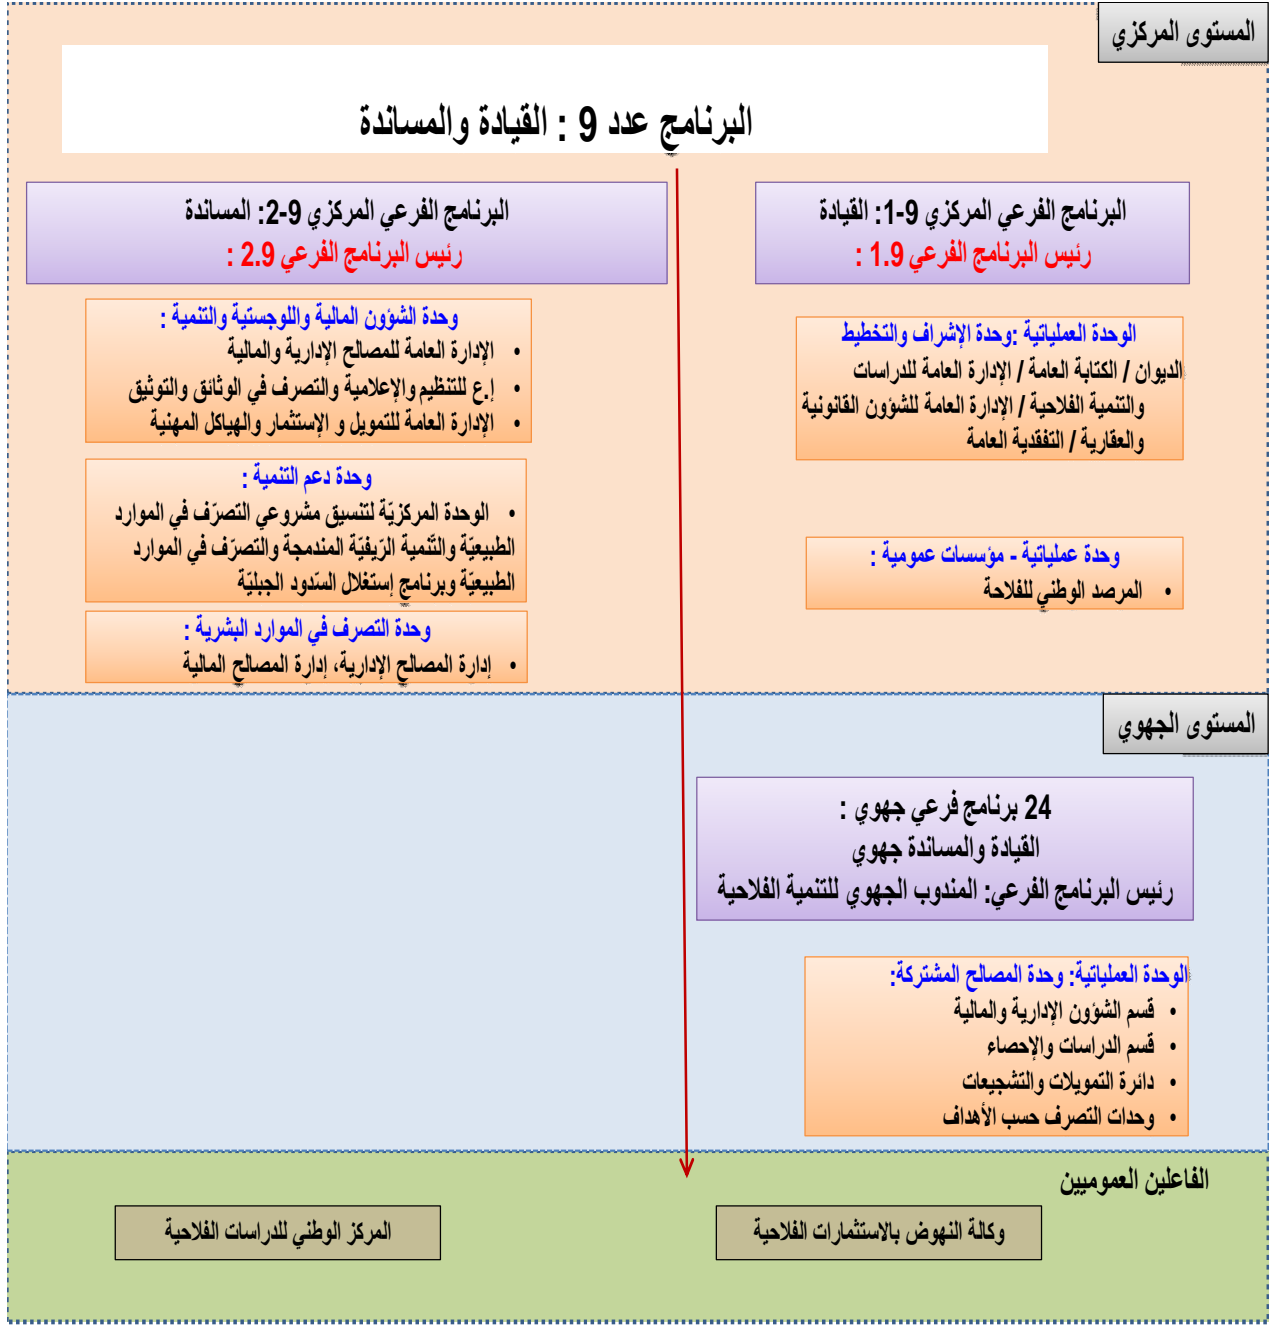 المستوى المركزي
البرنامج عدد 9 : القيادة والمساندة
البرنامج الفرعي المركزي 9-1: القيادة
رئيس البرنامج الفرعي 1.9 :
الوحدة العملياتية :وحدة الإشراف والتخطيط
الديوان / الكتابة العامة / الإدارة العامة للدراسات
والتنمية الفلاحية / الإدارة العامة للشؤون القانونية
والعقارية / التفقدية العامة
وحدة عملياتية - مؤسسات عمومية :
• المرصد الوطني للفلاحة
البرنامج الفرعي المركزي 9-2: المساندة
رئيس البرنامج الفرعي 2.9 :
وحدة الشؤون المالية واللوجستية والتنمية :
• الإدارة العامة للمصالح الإدارية والمالية
• إ.ع للتنظيم والإعلامية والتصرف في الوثائق والتوثيق
• الإدارة العامة للتمويل و الإستثمار والهياكل المهنية
وحدة دعم التنمية :
• الوحدة المركزيّة لتنسيق مشروعي التصرّف في الموارد
الطبيعيّة والتّنمية الرّيفيّة المندمجة والتصرّف في الموارد
الطبيعيّة وبرنامج إستغلال السّدود الجبليّة
وحدة التصرف في الموارد البشرية :
• إدارة المصالح الإدارية، إدارة المصالح المالية
المستوى الجهوي
24 برنامج فرعي جهوي :
القيادة والمساندة جهوي
رئيس البرنامج الفرعي: المندوب الجهوي للتنمية الفلاحية
الوحدة العملياتية: وحدة المصالح المشتركة:
• قسم الشؤون الإدارية والمالية
• قسم الدراسات والإحصاء
• دائرة التمويلات والتشجيعات
• وحدات التصرف حسب الأهداف
الفاعلين العموميين
وكالة النهوض بالاستثمارات الفلاحية
المركز الوطني للدراسات الفلاحية